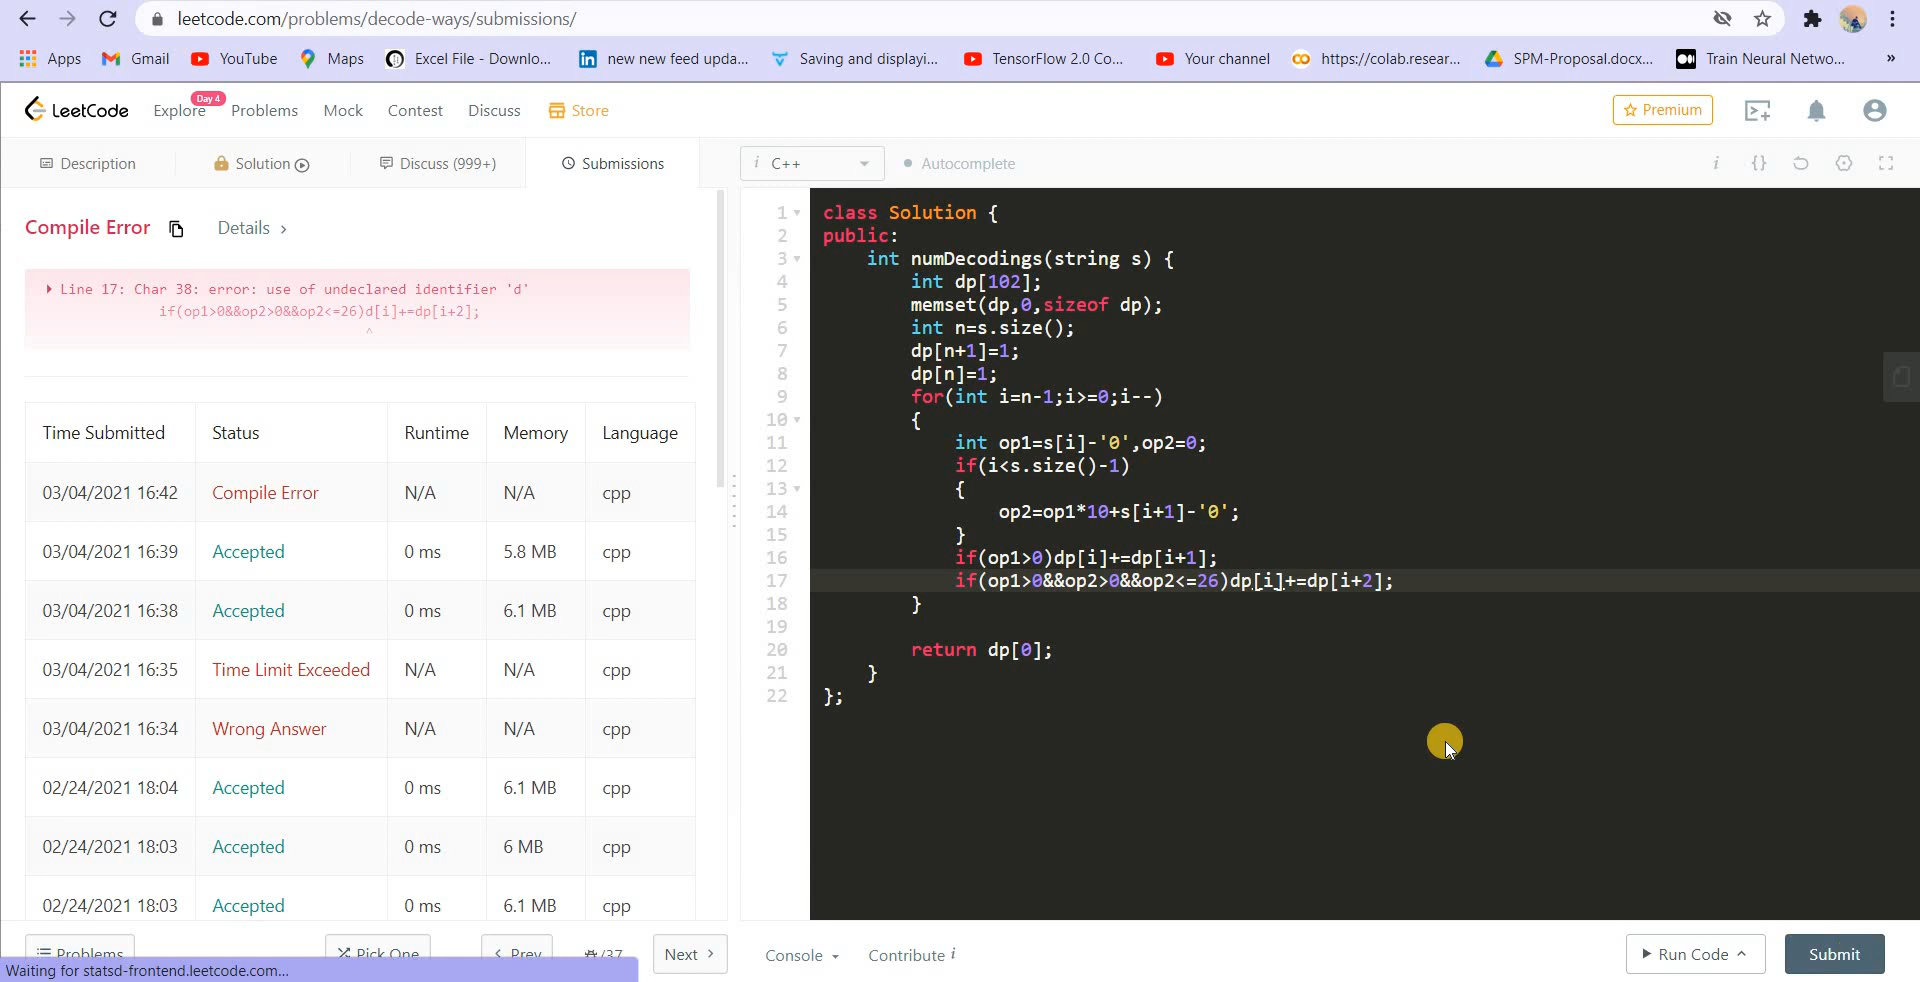 leetcode.com/problems/decode-ways/submissions/
Apps Gmail YouTube Maps Excel File - Downlo... new new feed upda... Saving and displayi... TensorFlow 2.0 Co... Your channel https://colab.resear... SPM-Proposal.docx... Train Neural Netwo... »
LeetCode Explore Day 4 Problems Mock Contest Discuss Store Premium
Description Solution Discuss (999+) Submissions i C++ Autocomplete i {}
Compile Error Details >
Line 17: Char 38: error: use of undeclared identifier 'd'
if(op1>0&&op2>0&&op2<=26)d[i]+=dp[i+2];
^
Time Submitted Status Runtime Memory Language
03/04/2021 16:42 Compile Error N/A N/A cpp
03/04/2021 16:39 Accepted 0 ms 5.8 MB cpp
03/04/2021 16:38 Accepted 0 ms 6.1 MB cpp
03/04/2021 16:35 Time Limit Exceeded N/A N/A cpp
03/04/2021 16:34 Wrong Answer N/A N/A cpp
02/24/2021 18:04 Accepted 0 ms 6.1 MB cpp
02/24/2021 18:03 Accepted 0 ms 6 MB cpp
02/24/2021 18:03 Accepted 0 ms 6.1 MB cpp
1 class Solution {
2 public:
3 int numDecodings(string s) {
4 int dp[102];
5 memset(dp,0,sizeof dp);
6 int n=s.size();
7 dp[n+1]=1;
8 dp[n]=1;
9 for(int i=n-1;i>=0;i--)
10 {
11 int op1=s[i]-'0',op2=0;
12 if(i<s.size()-1)
13 {
14 op2=op1*10+s[i+1]-'0';
15 }
16 if(op1>0)dp[i]+=dp[i+1];
17 if(op1>0&&op2>0&&op2<=26)dp[i]+=dp[i+2];
18 }
19
20 return dp[0];
21 }
22 };
Problems Pick One < Prev /37 Next > Console Contribute i Run Code Submit
Waiting for statsd-frontend.leetcode.com...